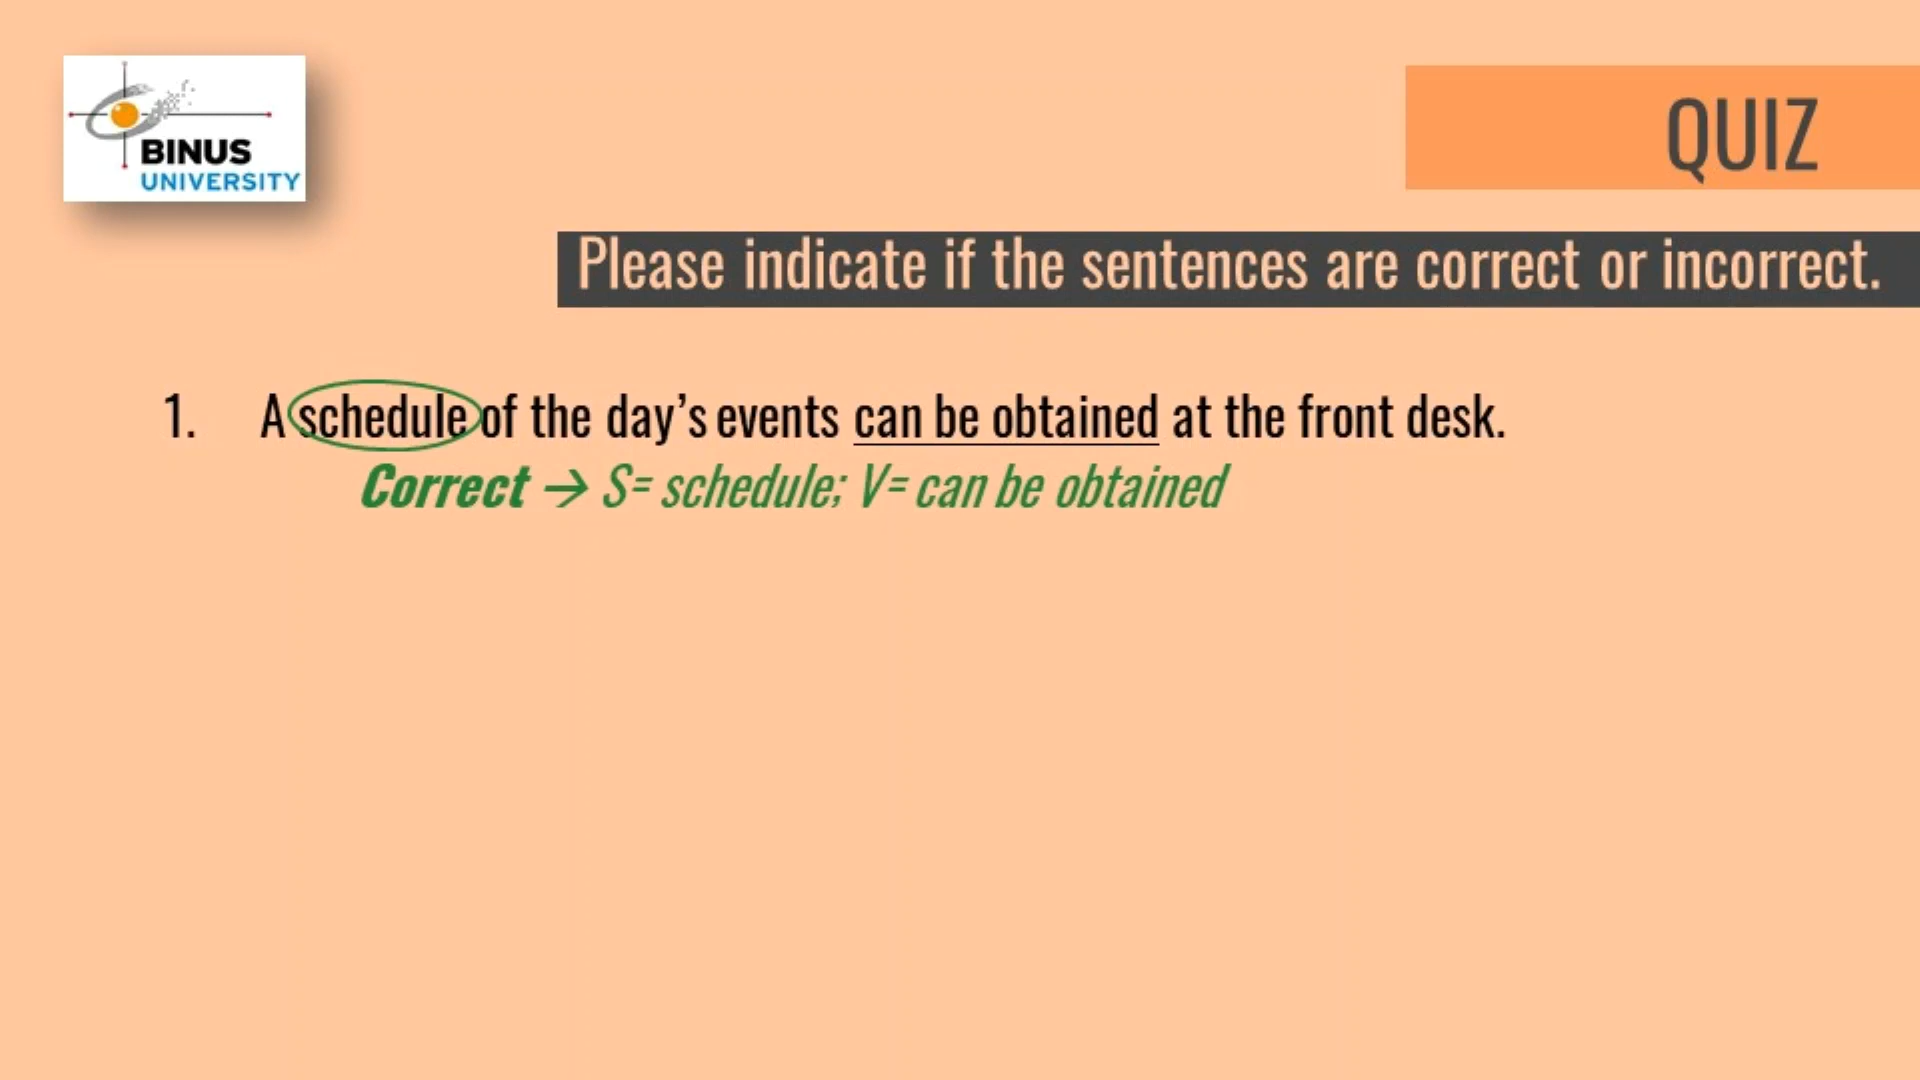 BINUS
UNIVERSITY
QUIZ
Please indicate if the sentences are correct or incorrect.
1. A schedule of the day’s events can be obtained at the front desk.
Correct → S= schedule; V= can be obtained